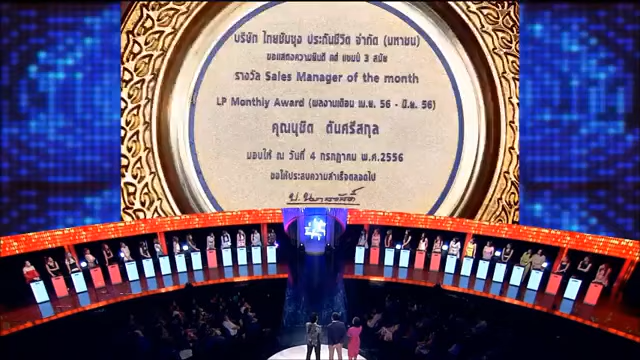 บริษัท ไทยซัมซุง ประกันชีวิต จำกัด (มหาชน)
ขอแสดงความยินดี คลื่ แชมป์ 3 สมัย
รางวัล Sales Manager of the month
LP Monthly Award (ผลงานเดือน เม.ย. 56 - มิ.ย. 56)
คุณนุชิต ตันศรีสกุล
มอบให้ ณ วันที่ 4 กรกฎาคม พ.ศ.2556
ขอให้ประสบความสำเร็จตลอดไป